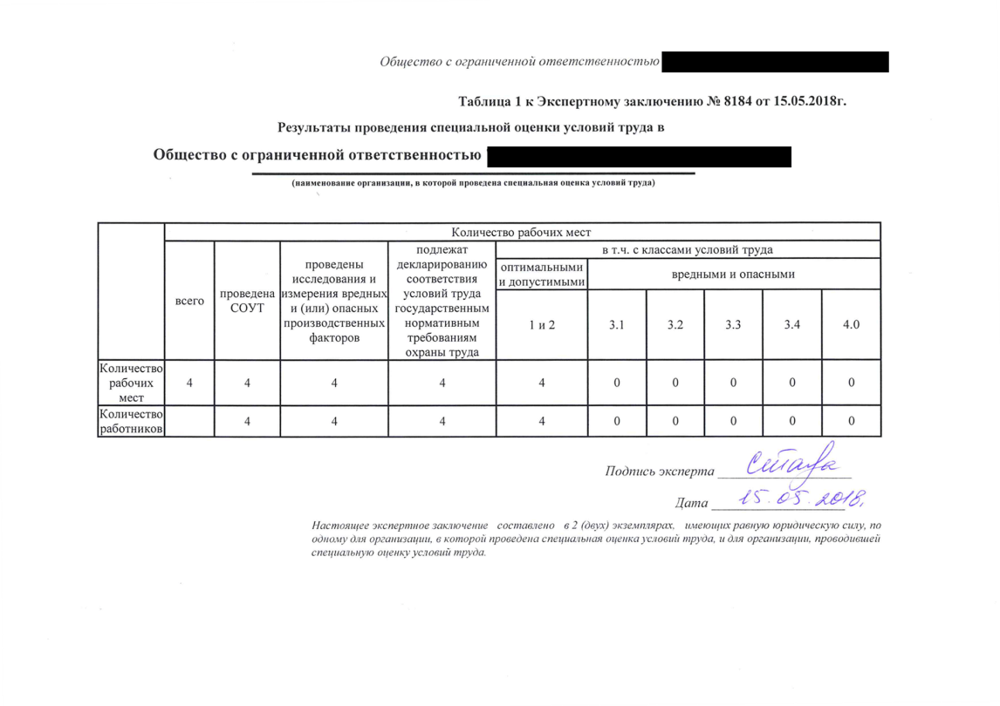 Общество с ограниченной ответственностью
Таблица 1 к Экспертному заключению № 8184 от 15.05.2018г.
Результаты проведения специальной оценки условий труда в
Общество с ограниченной ответственностью
(наименование организации, в которой проведена специальная оценка условий труда)
Количество рабочих мест
всего
проведена
СОУТ
проведены
исследования и
измерения вредных
и (или) опасных
производственных
факторов
подлежат
декларированию
соответствия
условий труда
государственным
нормативным
требованиям
охраны труда
в т.ч. с классами условий труда
оптимальными
и допустимыми
вредными и опасными
1 и 2 3.1 3.2 3.3 3.4 4.0
Количество
рабочих
мест
4 4 4 4 4 0 0 0 0 0
Количество
работников
4 4 4 4 0 0 0 0 0
Подпись эксперта
Дата 15.05.2018.
Настоящее экспертное заключение составлено в 2 (двух) экземплярах, имеющих равную юридическую силу, по
одному для организации, в которой проведена специальная оценка условий труда, и для организации, проводившей
специальную оценку условий труда.